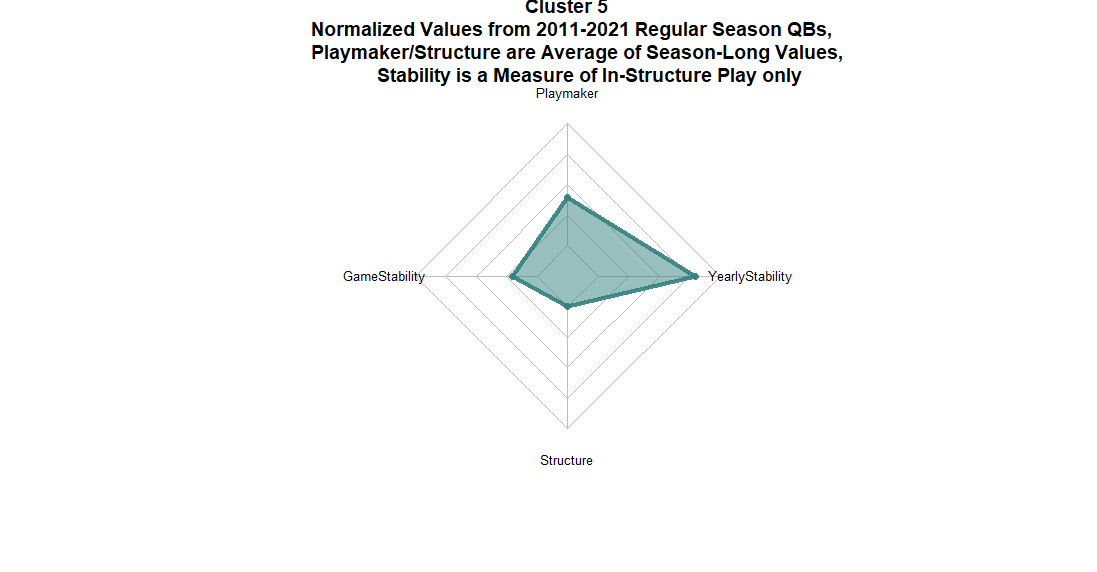 Cluster 5
Normalized Values from 2011-2021 Regular Season QBs,
Playmaker/Structure are Average of Season-Long Values,
Stability is a Measure of In-Structure Play only
Playmaker
GameStability
YearlyStability
Structure